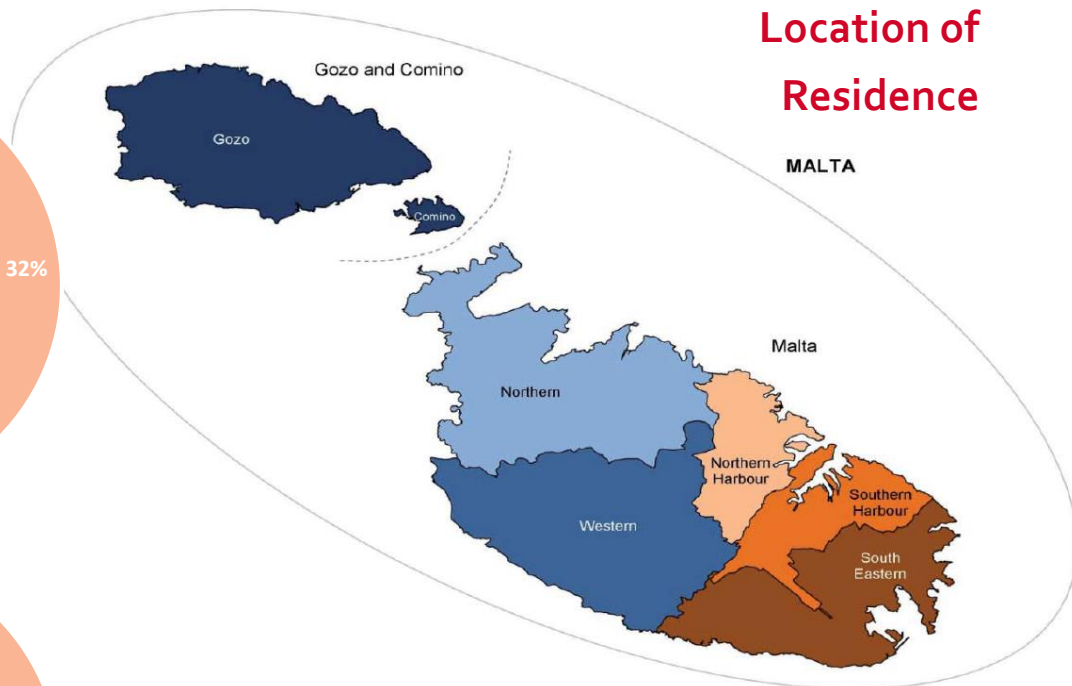 Location of
Residence
Gozo and Comino
Gozo
MALTA
Comino
32%
Malta
Northern
Northern
Harbour
Southern
Harbour
Western
South
Eastern